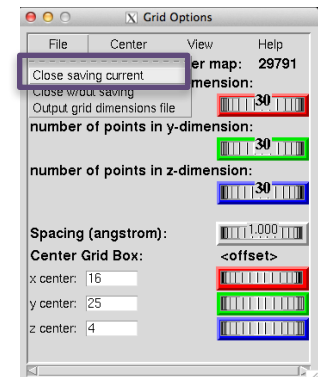 Grid Options
File Center View Help
er map: 29791
Close saving current
mension:
Close w/out saving
30
Output grid dimensions file
number of points in y-dimension:
30
number of points in z-dimension:
30
Spacing (angstrom): 1.000
Center Grid Box: <offset>
x center: 16
y center: 25
z center: 4